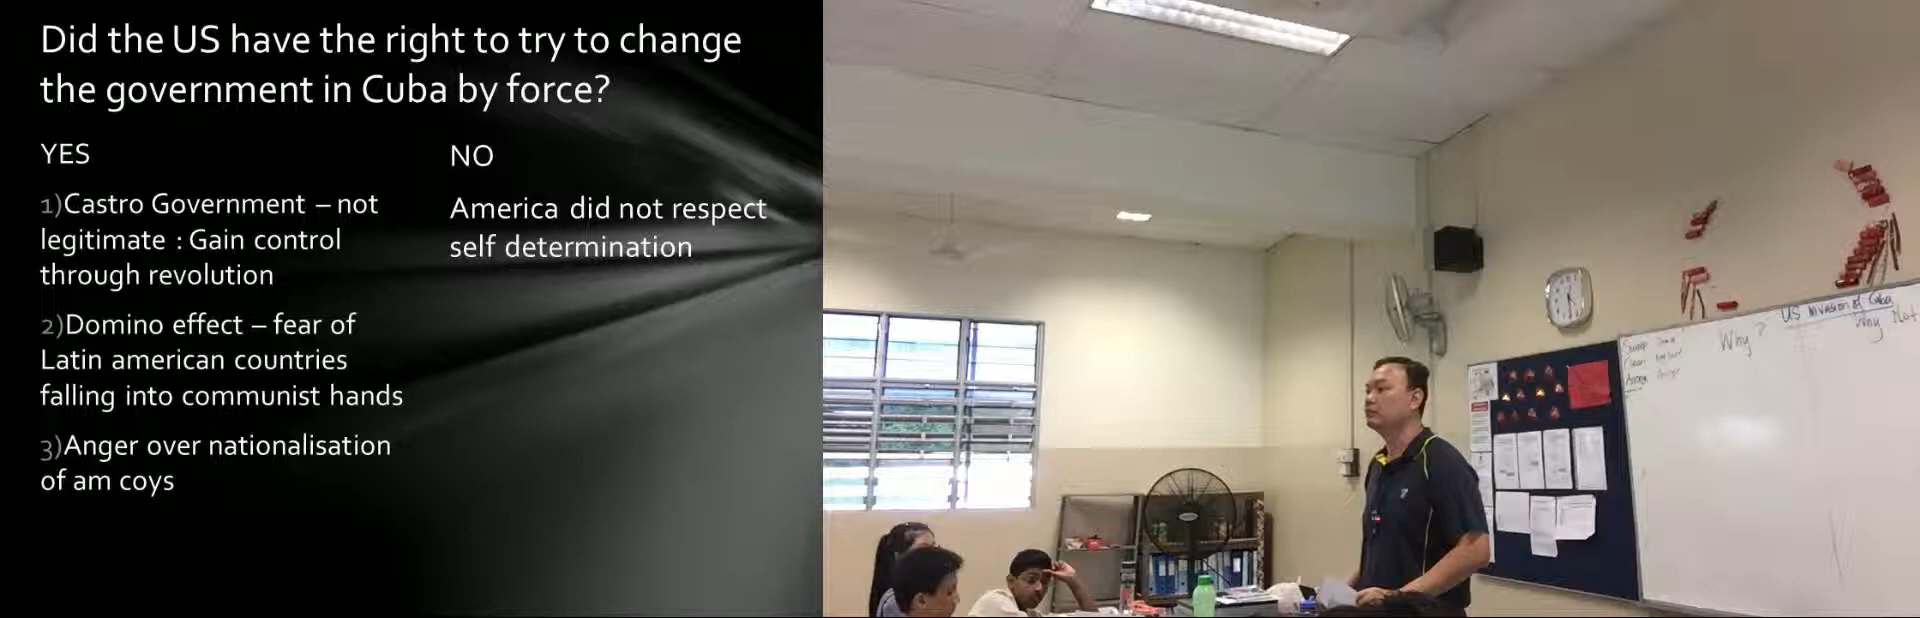 Did the US have the right to try to change
the government in Cuba by force?
YES
1)Castro Government – not
legitimate : Gain control
through revolution
2)Domino effect – fear of
Latin american countries
falling into communist hands
3)Anger over nationalisation
of am coys
NO
America did not respect
self determination
US Invasion of Cuba
Why?
Why Not